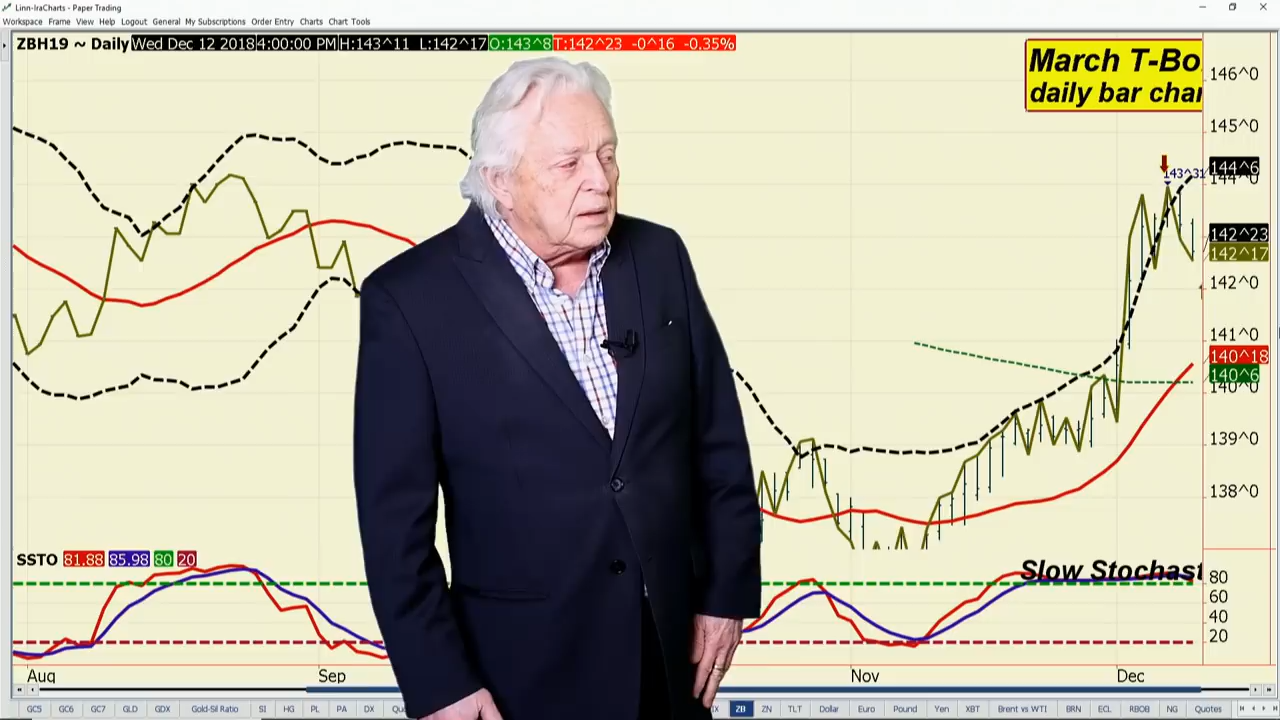 Linn-IraCharts - Paper Trading
Workspace Frame View Help Logout General My Subscriptions Order Entry Charts Chart Tools
ZBH19 ~ Daily Wed Dec 12 2018 4:00:00 PM H:143^11 L:142^17 O:143^8 T:142^23 -0^16 -0.35%
March T-Bo
daily bar char
146^0
145^0
144^6
144^0
143^31
142^23
142^17
142^0
141^0
140^18
140^6
140^0
139^0
138^0
SSTO 81.88 85.98 80 20
Slow Stochast
80
60
40
20
Aug Sep Nov Dec
GC5 GC6 GC7 GLD GDX Gold-Sil Ratio SI HG PL PA DX ZB ZN TLT Dollar Euro Pound Yen XBT Brent vs WTI BRN ECL RBOB NG Quotes